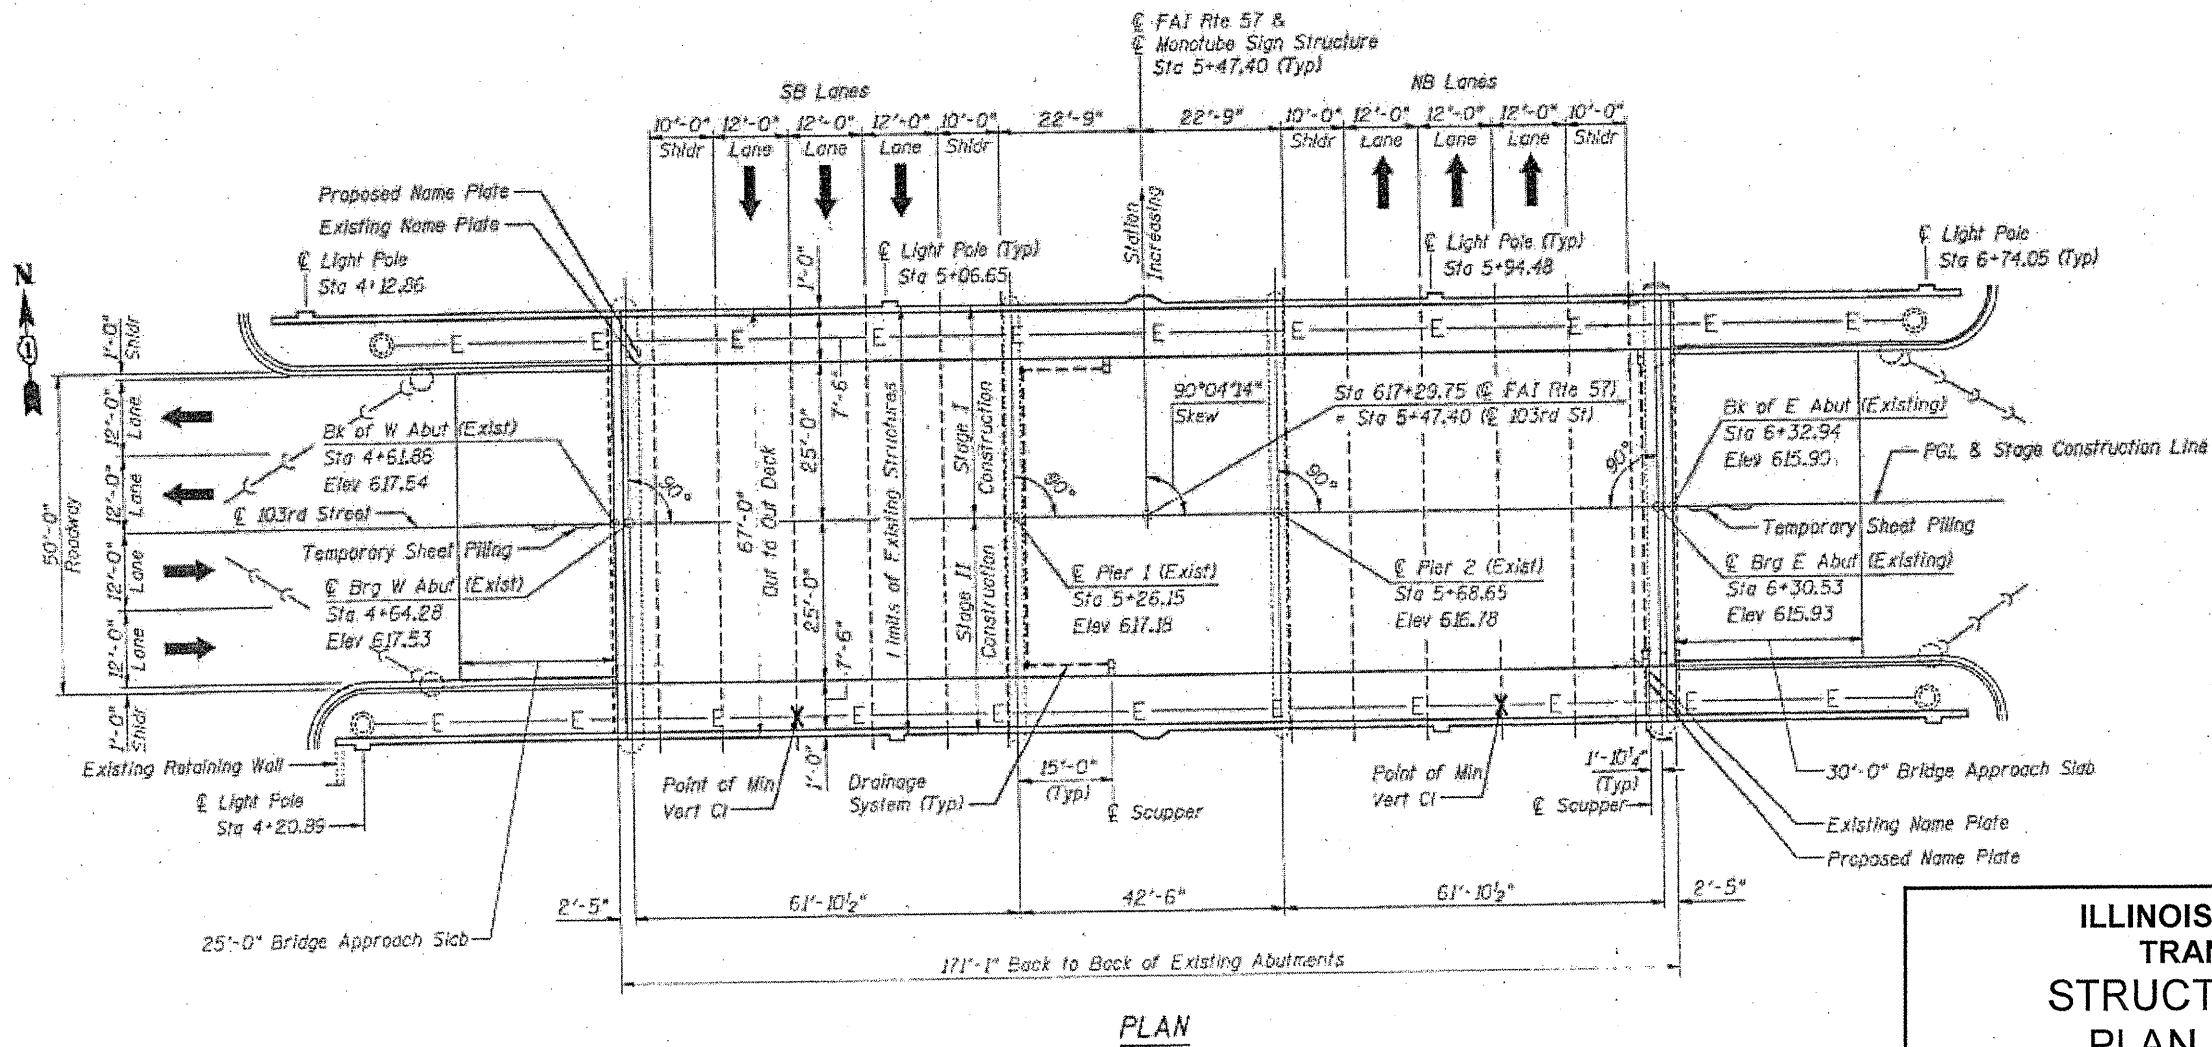 ℄ FAI Rte 57 &
℄ Monotube Sign Structure
Sta 5+47.40 (Typ)
SB Lanes
NB Lanes
10'-0" 12'-0" 12'-0" 12'-0" 10'-0" 22'-9" 22'-9" 10'-0" 12'-0" 12'-0" 12'-0" 10'-0"
Shldr Lane Lane Lane Shldr Shldr Lane Lane Lane Shldr
Proposed Name Plate
Existing Name Plate
℄ Light Pole
Sta 4+12.86
1'-0"
℄ Light Pole (Typ)
Sta 5+06.65
Station
Increasing
℄ Light Pole (Typ)
Sta 5+94.48
℄ Light Pole
Sta 6+74.05 (Typ)
N
1
1'-0"
Shldr
E E E E E E E E E E E
12'-0"
Lane
12'-0"
Lane
50'-0"
Roadway
12'-0"
Lane
12'-0"
Lane
1'-0"
Shldr
Bk of W Abut (Exist)
Sta 4+61.86
Elev 617.54
℄ 103rd Street
Temporary Sheet Piling
℄ Brg W Abut (Exist)
Sta 4+64.28
Elev 617.53
90°
67'-0"
Out to Out Deck
7'-6"
25'-0"
25'-0"
7'-6"
1'-0"
Limits of Existing Structures
Stage I
Construction
Stage II
Construction
90°
90°04'14"
Skew
Sta 617+29.75 (℄ FAI Rte 57)
= Sta 5+47.40 (℄ 103rd St)
90°
90°
Bk of E Abut (Existing)
Sta 6+32.94
Elev 615.90
PGL & Stage Construction Line
Temporary Sheet Piling
℄ Pier 1 (Exist)
Sta 5+26.15
Elev 617.18
℄ Pier 2 (Exist)
Sta 5+68.65
Elev 616.78
℄ Brg E Abut (Existing)
Sta 6+30.53
Elev 615.93
E E E E E E E E E E E
Existing Retaining Wall
℄ Light Pole
Sta 4+20.89
Point of Min
Vert Cl
Drainage
System (Typ)
15'-0"
(Typ)
℄ Scupper
Point of Min
Vert Cl
1'-10¼"
(Typ)
℄ Scupper
30'-0" Bridge Approach Slab
Existing Name Plate
Proposed Name Plate
2'-5" 61'-10½" 42'-6" 61'-10½" 2'-5"
25'-0" Bridge Approach Slab
171'-1" Back to Back of Existing Abutments
PLAN
ILLINOIS
TRAN
STRUCT
PLAN